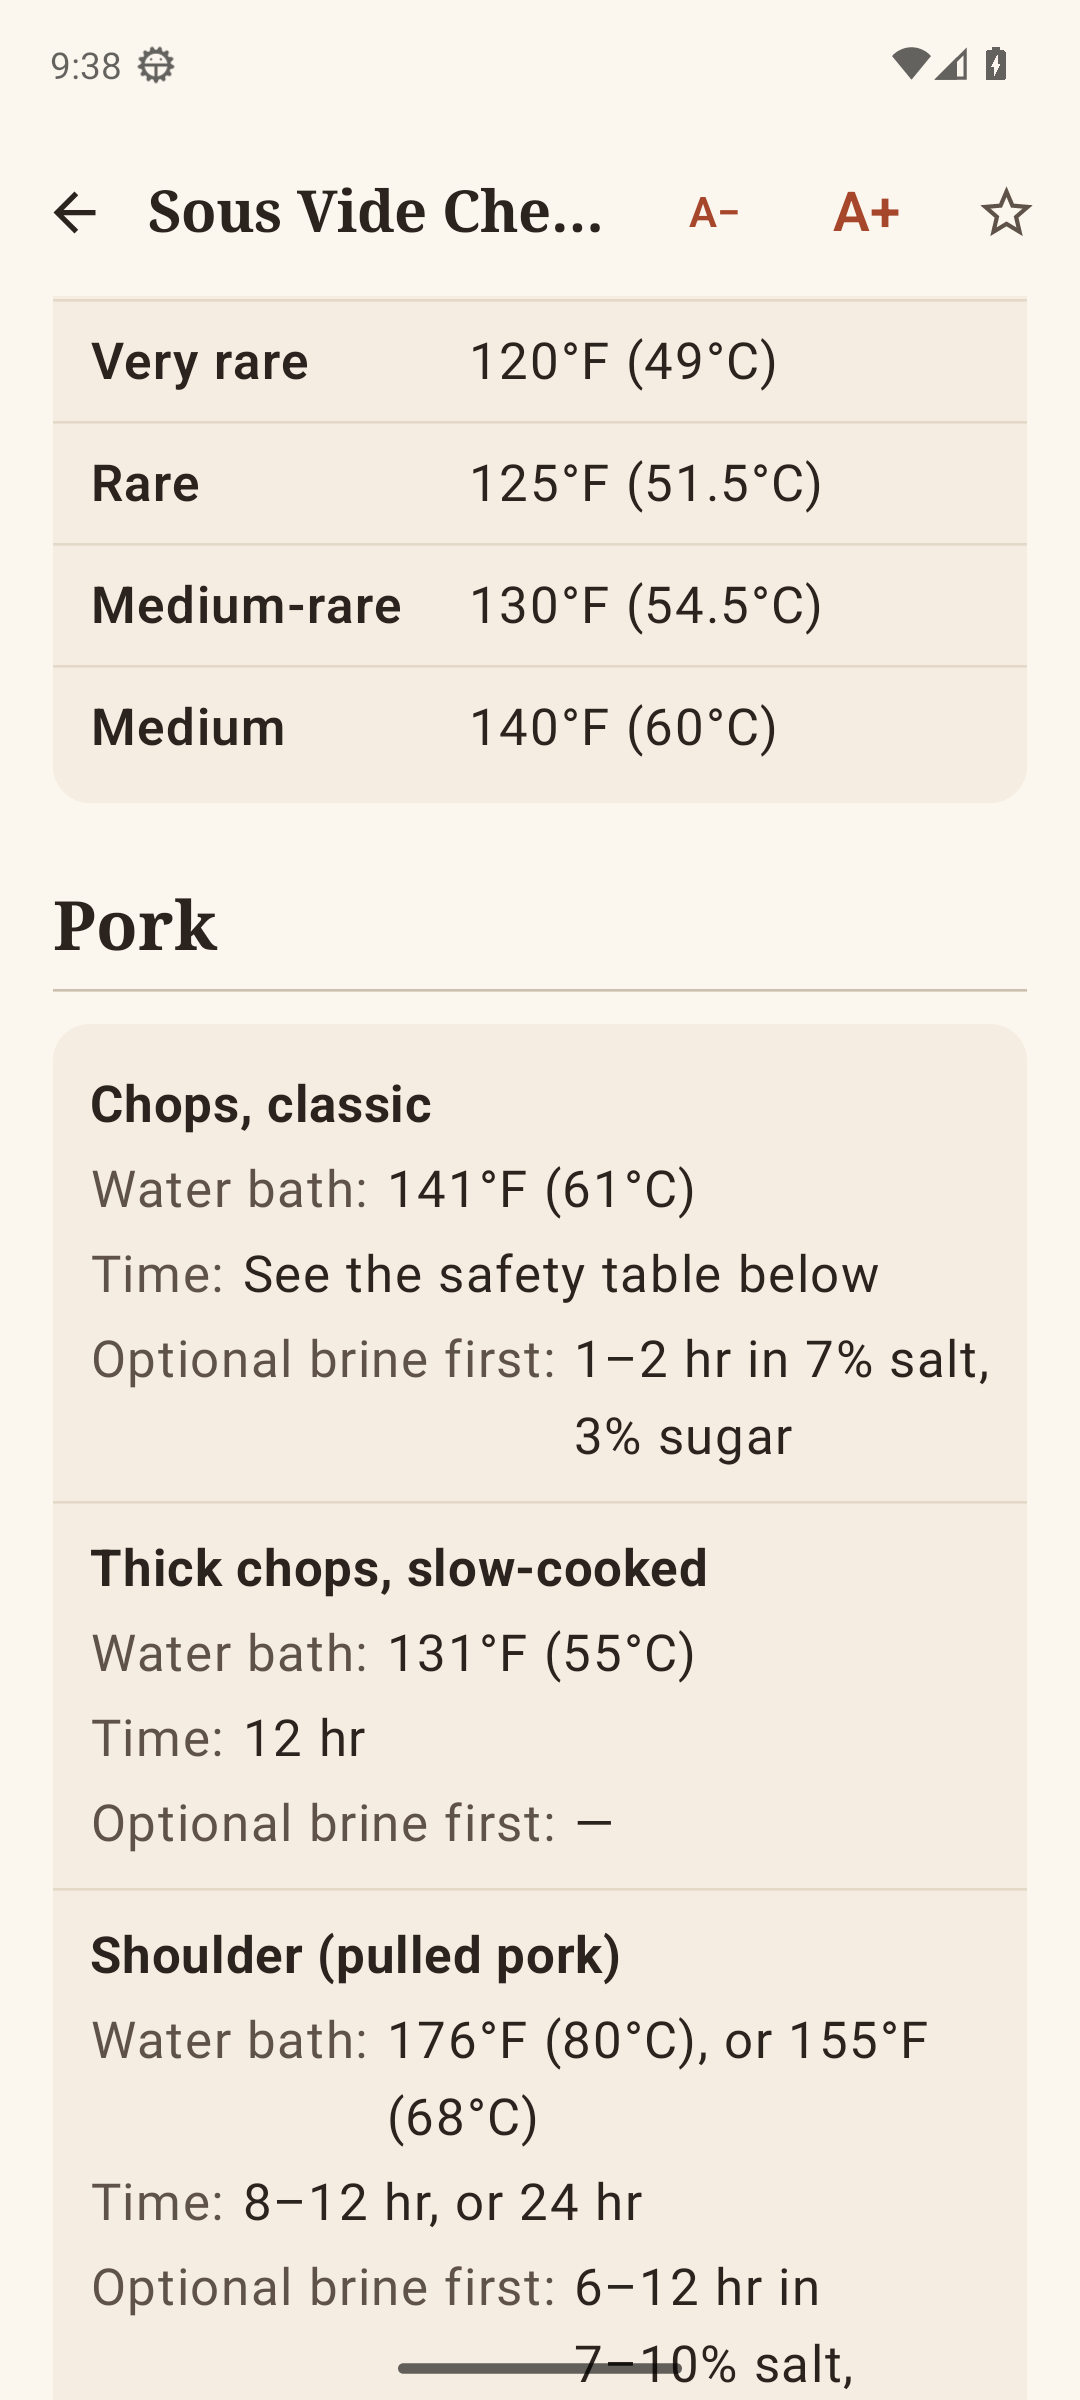 9:38
Sous Vide Che...
A−
A+
Very rare 120°F (49°C)
Rare 125°F (51.5°C)
Medium-rare 130°F (54.5°C)
Medium 140°F (60°C)
Pork
Chops, classic
Water bath: 141°F (61°C)
Time: See the safety table below
Optional brine first: 1–2 hr in 7% salt,
3% sugar
Thick chops, slow-cooked
Water bath: 131°F (55°C)
Time: 12 hr
Optional brine first: —
Shoulder (pulled pork)
Water bath: 176°F (80°C), or 155°F
(68°C)
Time: 8–12 hr, or 24 hr
Optional brine first: 6–12 hr in
7–10% salt,